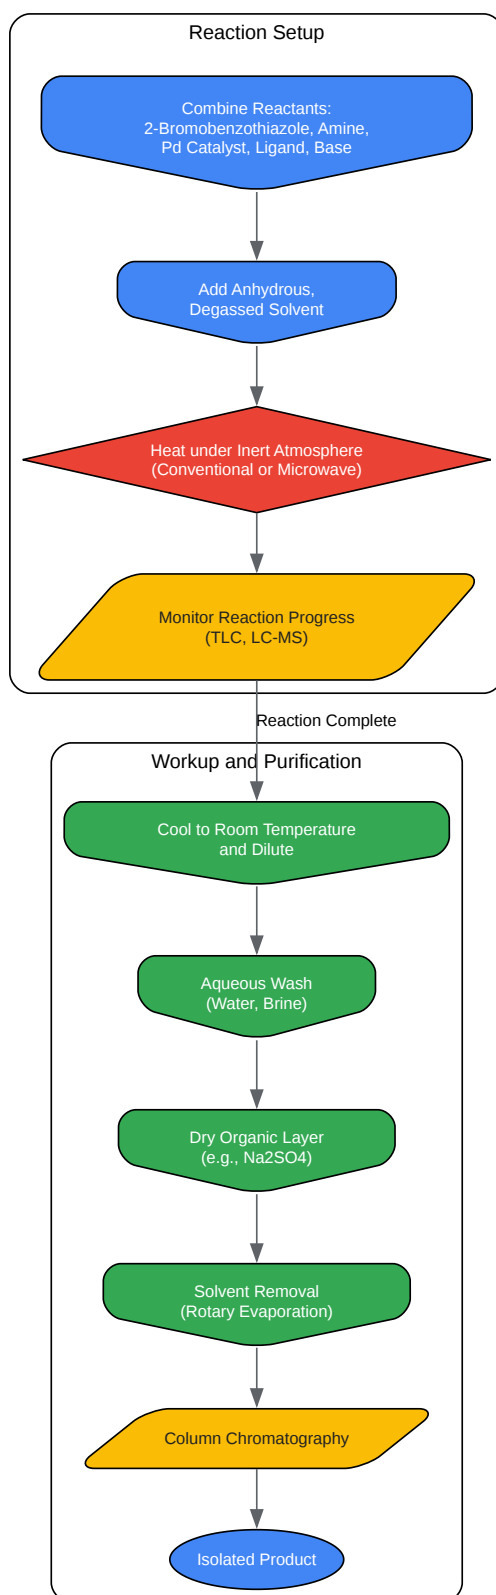 Reaction Setup
Combine Reactants:
2-Bromobenzothiazole, Amine,
Pd Catalyst, Ligand, Base
Add Anhydrous,
Degassed Solvent
Heat under Inert Atmosphere
(Conventional or Microwave)
Monitor Reaction Progress
(TLC, LC-MS)
Reaction Complete
Workup and Purification
Cool to Room Temperature
and Dilute
Aqueous Wash
(Water, Brine)
Dry Organic Layer
(e.g., Na2SO4)
Solvent Removal
(Rotary Evaporation)
Column Chromatography
Isolated Product